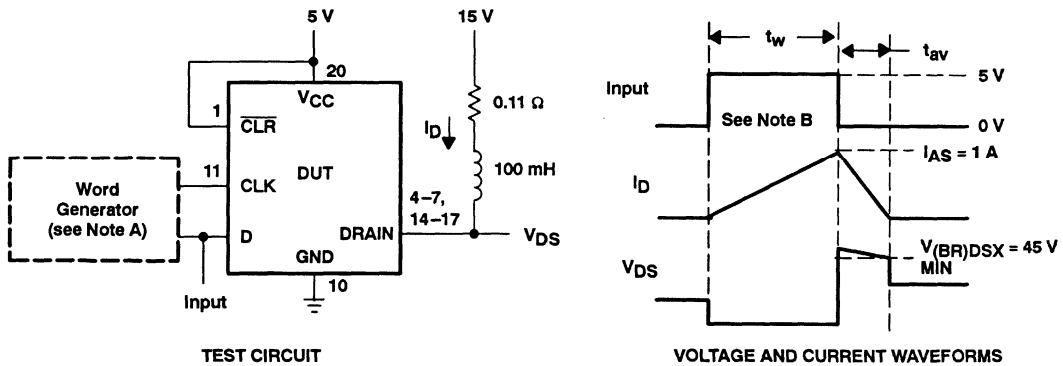 5 V
15 V
20
VCC
1
CLR
0.11 Ω
ID
11
CLK
DUT
100 mH
Word
Generator
(see Note A)
4–7,
14–17
D
DRAIN
VDS
GND
10
Input
TEST CIRCUIT
tw
tav
Input
5 V
See Note B
0 V
IAS = 1 A
ID
V(BR)DSX = 45 V
MIN
VDS
VOLTAGE AND CURRENT WAVEFORMS